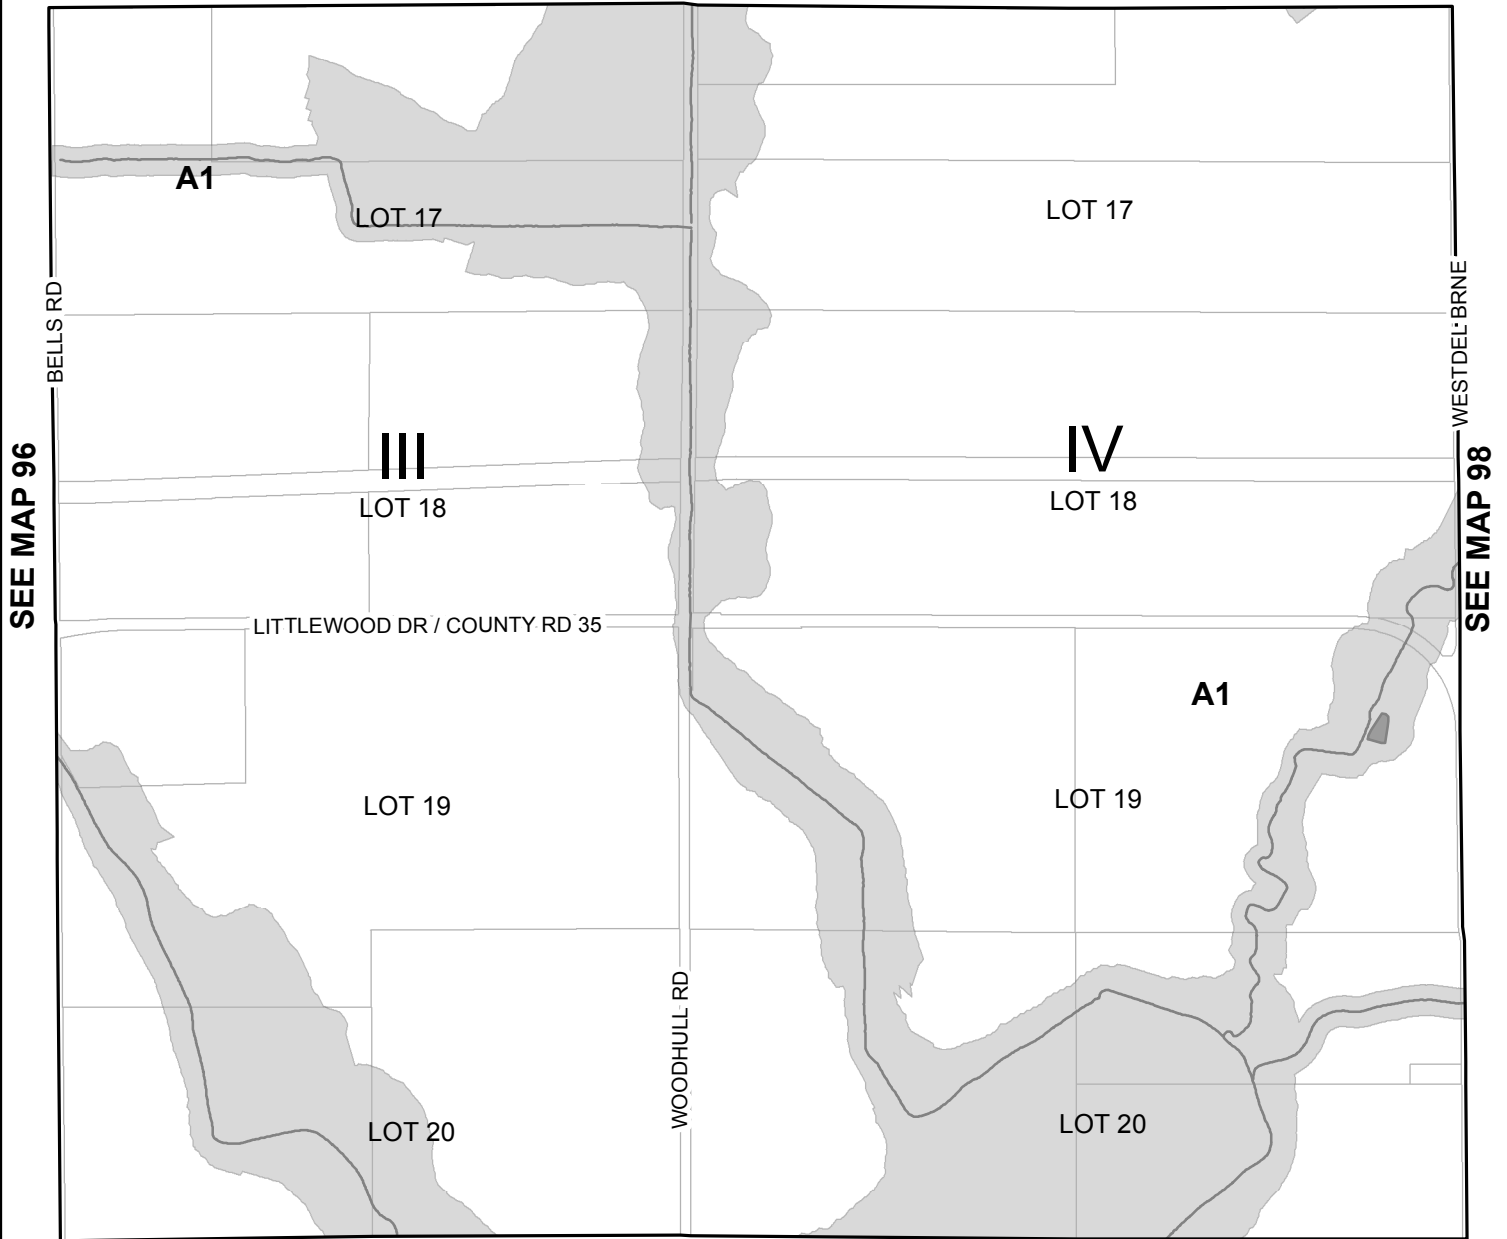 A1
LOT 17
LOT 17
BELLS RD
WESTDEL BRNE
III
IV
SEE MAP 96
SEE MAP 98
LOT 18
LOT 18
LITTLEWOOD DR / COUNTY RD 35
A1
LOT 19
LOT 19
WOODHULL RD
LOT 20
LOT 20